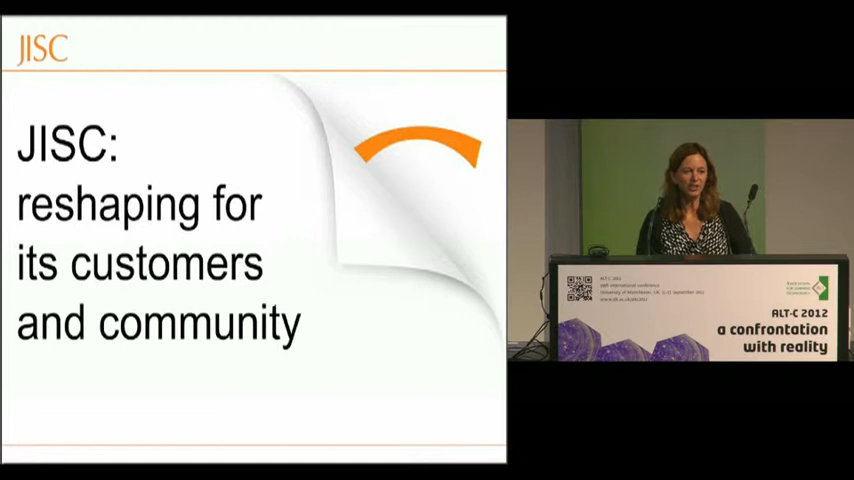 JISC
JISC:
reshaping for
its customers
and community
ALT-C 2012
a confrontation
with reality